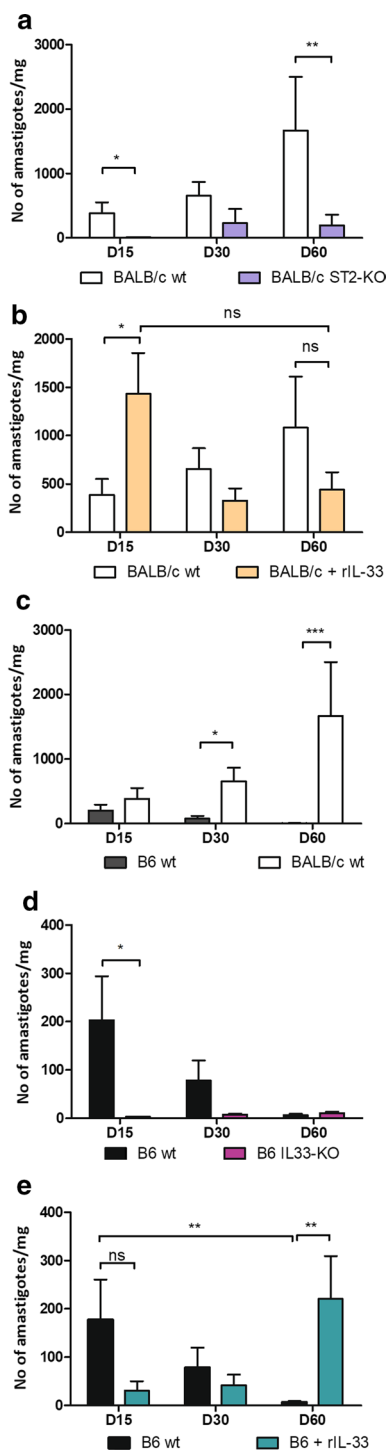 a
No of amastigotes/mg
3000
2000
1000
0
*
**
D15 D30 D60
BALB/c wt BALB/c ST2-KO
b
No of amastigotes/mg
2000
1500
1000
500
0
*
ns
ns
D15 D30 D60
BALB/c wt BALB/c + rIL-33
c
No of amastigotes/mg
3000
2000
1000
0
*
***
D15 D30 D60
B6 wt BALB/c wt
d
No of amastigotes/mg
400
300
200
100
0
*
D15 D30 D60
B6 wt B6 IL33-KO
e
No of amastigotes/mg
400
300
200
100
0
ns
**
**
D15 D30 D60
B6 wt B6 + rIL-33